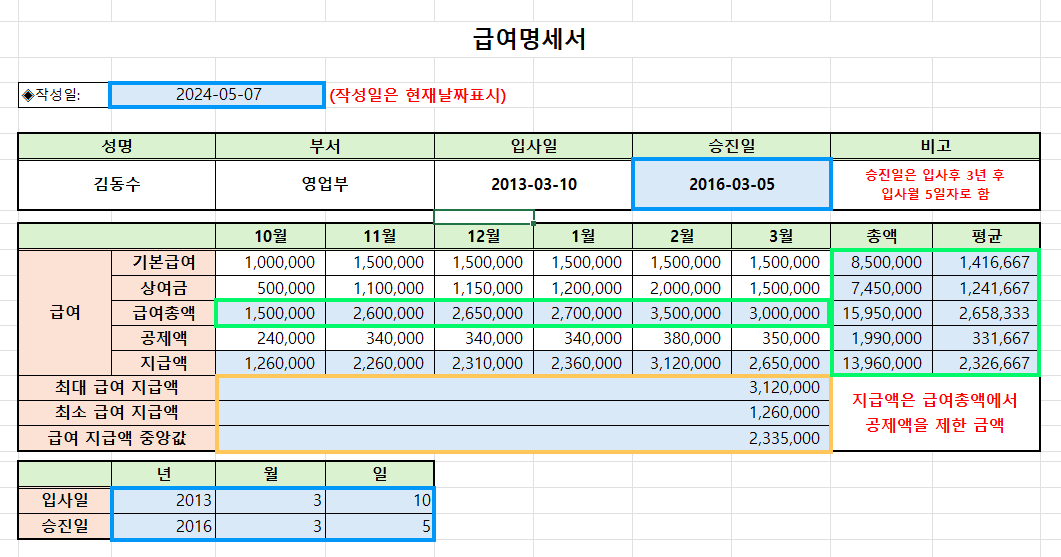 급여명세서
◈작성일: 2024-05-07 (작성일은 현재날짜표시)
성명 부서 입사일 승진일 비고
김동수 영업부 2013-03-10 2016-03-05 승진일은 입사후 3년 후
입사월 5일자로 함
10월 11월 12월 1월 2월 3월 총액 평균
급여 기본급여 1,000,000 1,500,000 1,500,000 1,500,000 1,500,000 1,500,000 8,500,000 1,416,667
상여금 500,000 1,100,000 1,150,000 1,200,000 2,000,000 1,500,000 7,450,000 1,241,667
급여총액 1,500,000 2,600,000 2,650,000 2,700,000 3,500,000 3,000,000 15,950,000 2,658,333
공제액 240,000 340,000 340,000 340,000 380,000 350,000 1,990,000 331,667
지급액 1,260,000 2,260,000 2,310,000 2,360,000 3,120,000 2,650,000 13,960,000 2,326,667
최대 급여 지급액 3,120,000
최소 급여 지급액 1,260,000
급여 지급액 중앙값 2,335,000
지급액은 급여총액에서
공제액을 제한 금액
년 월 일
입사일 2013 3 10
승진일 2016 3 5